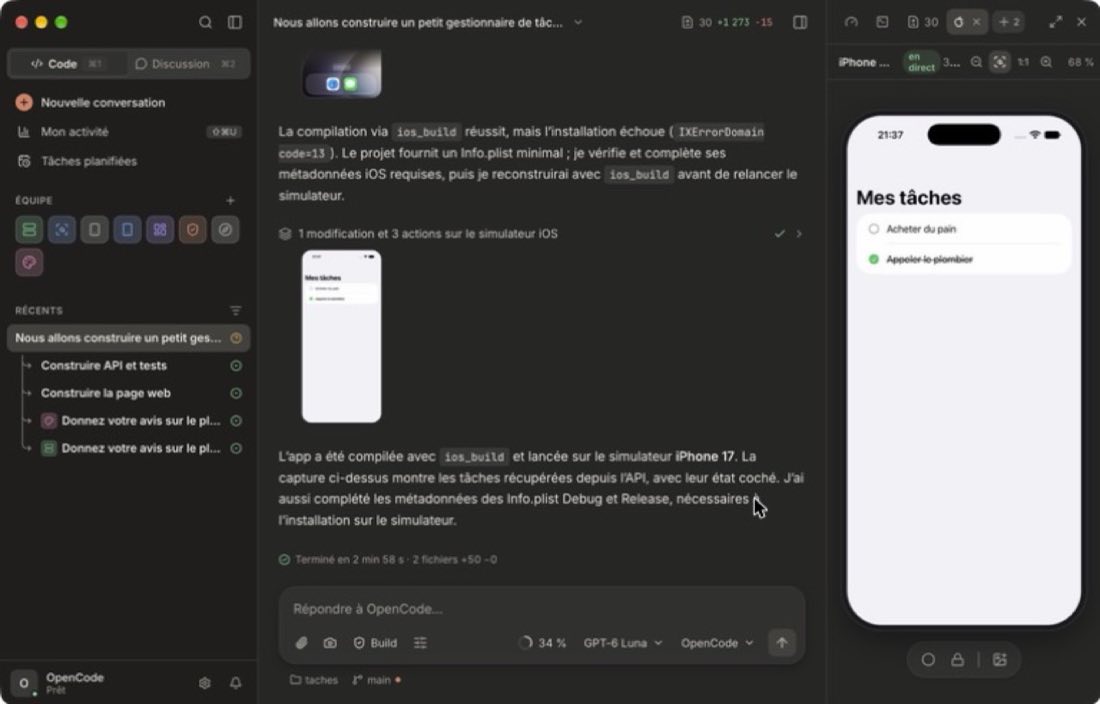 Code ⌘1
Discussion ⌘2
Nouvelle conversation
Mon activité ⇧⌘U
Tâches planifiées
ÉQUIPE
RÉCENTS
Nous allons construire un petit ges...
Construire API et tests
Construire la page web
Donnez votre avis sur le pl...
Donnez votre avis sur le pl...
OpenCode
Prêt
Nous allons construire un petit gestionnaire de tâc...
30 +1 273 -15
La compilation via ios_build réussit, mais l'installation échoue ( IXErrorDomain
code=13 ). Le projet fournit un Info.plist minimal ; je vérifie et complète ses
métadonnées iOS requises, puis je reconstruirai avec ios_build avant de relancer le
simulateur.
1 modification et 3 actions sur le simulateur iOS
Mes tâches
L'app a été compilée avec ios_build et lancée sur le simulateur iPhone 17. La
capture ci-dessus montre les tâches récupérées depuis l'API, avec leur état coché. J'ai
aussi complété les métadonnées des Info.plist Debug et Release, nécessaires à
l'installation sur le simulateur.
Terminé en 2 min 58 s · 2 fichiers +50 −0
Répondre à OpenCode...
Build
34 %
GPT-6 Luna
OpenCode
taches
main
30
+ 2
iPhone ...
en direct
3...
1:1
68 %
21:37
Mes tâches
Acheter du pain
Appeler le plombier